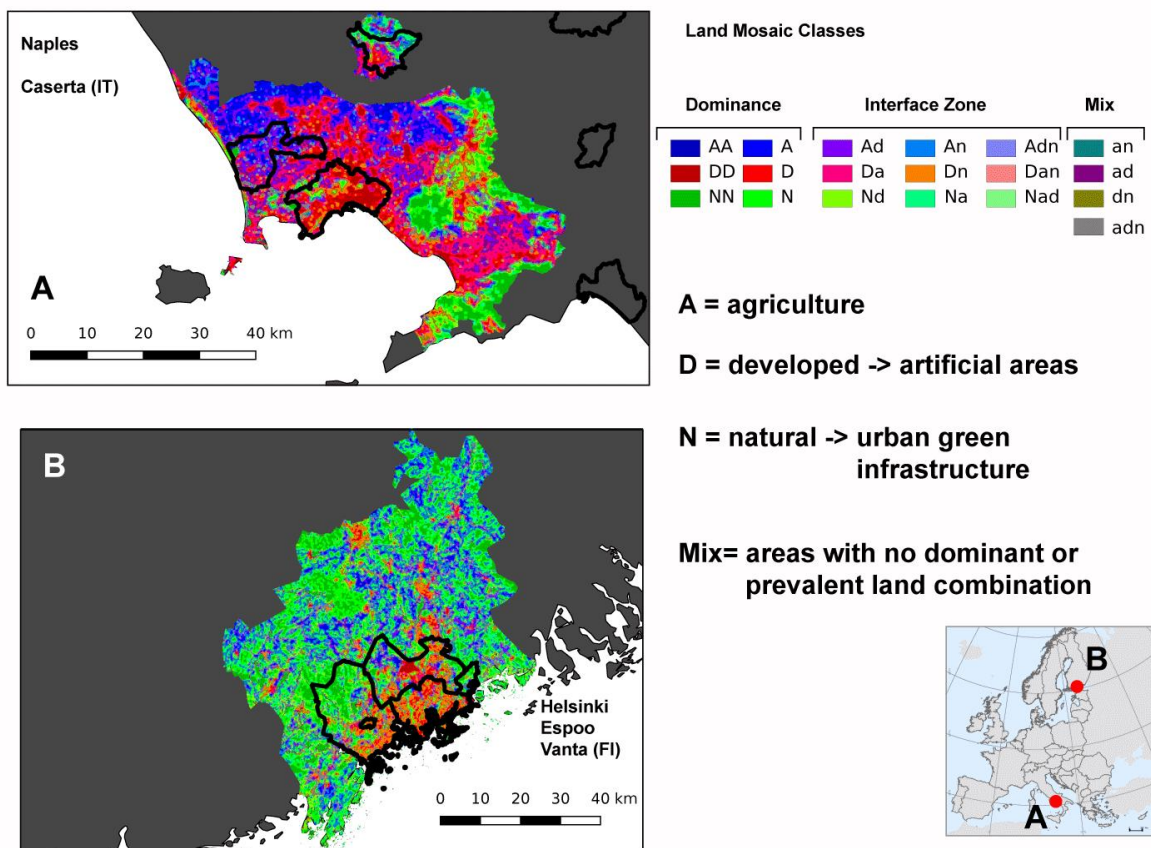 Naples
Caserta (IT)
A
0 10 20 30 40 km
B
Helsinki
Espoo
Vanta (FI)
0 10 20 30 40 km
Land Mosaic Classes
Dominance Interface Zone Mix
AA A Ad An Adn an
DD D Da Dn Dan ad
NN N Nd Na Nad dn
adn
A = agriculture
D = developed -> artificial areas
N = natural -> urban green
infrastructure
Mix= areas with no dominant or
prevalent land combination
B
A